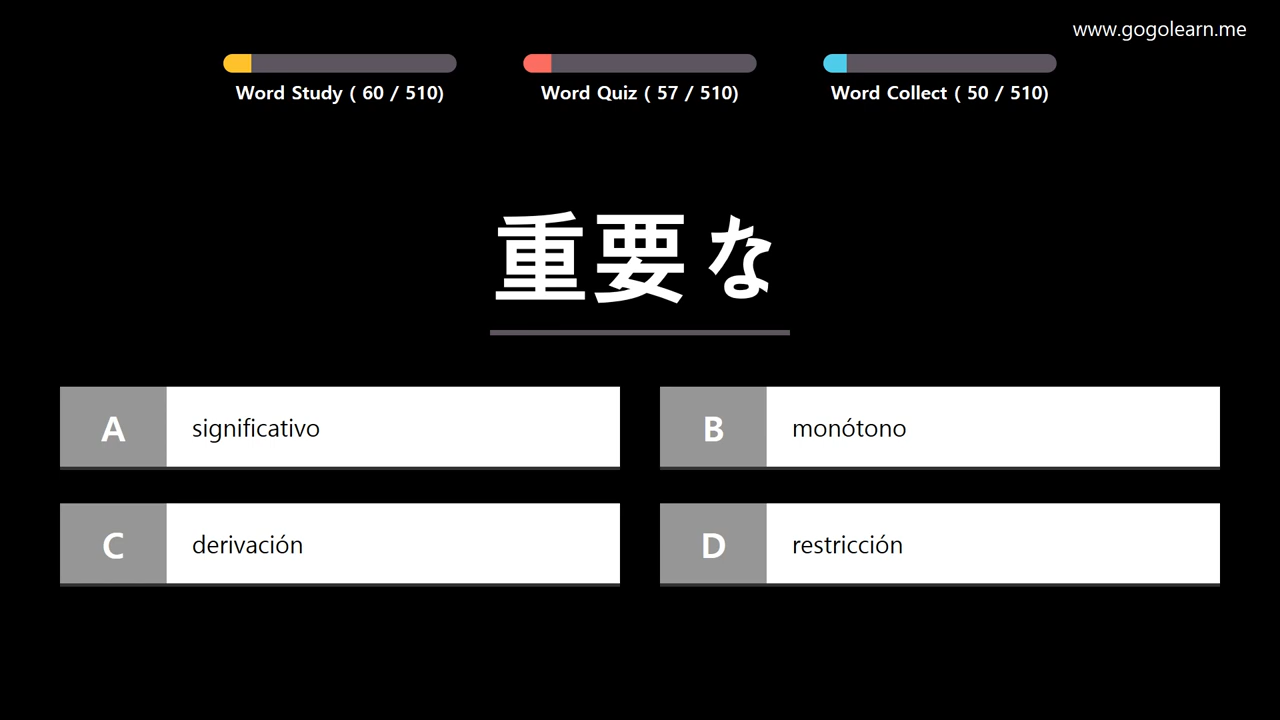 www.gogolearn.me
Word Study ( 60 / 510)
Word Quiz ( 57 / 510)
Word Collect ( 50 / 510)
重要な
A significativo
B monótono
C derivación
D restricción